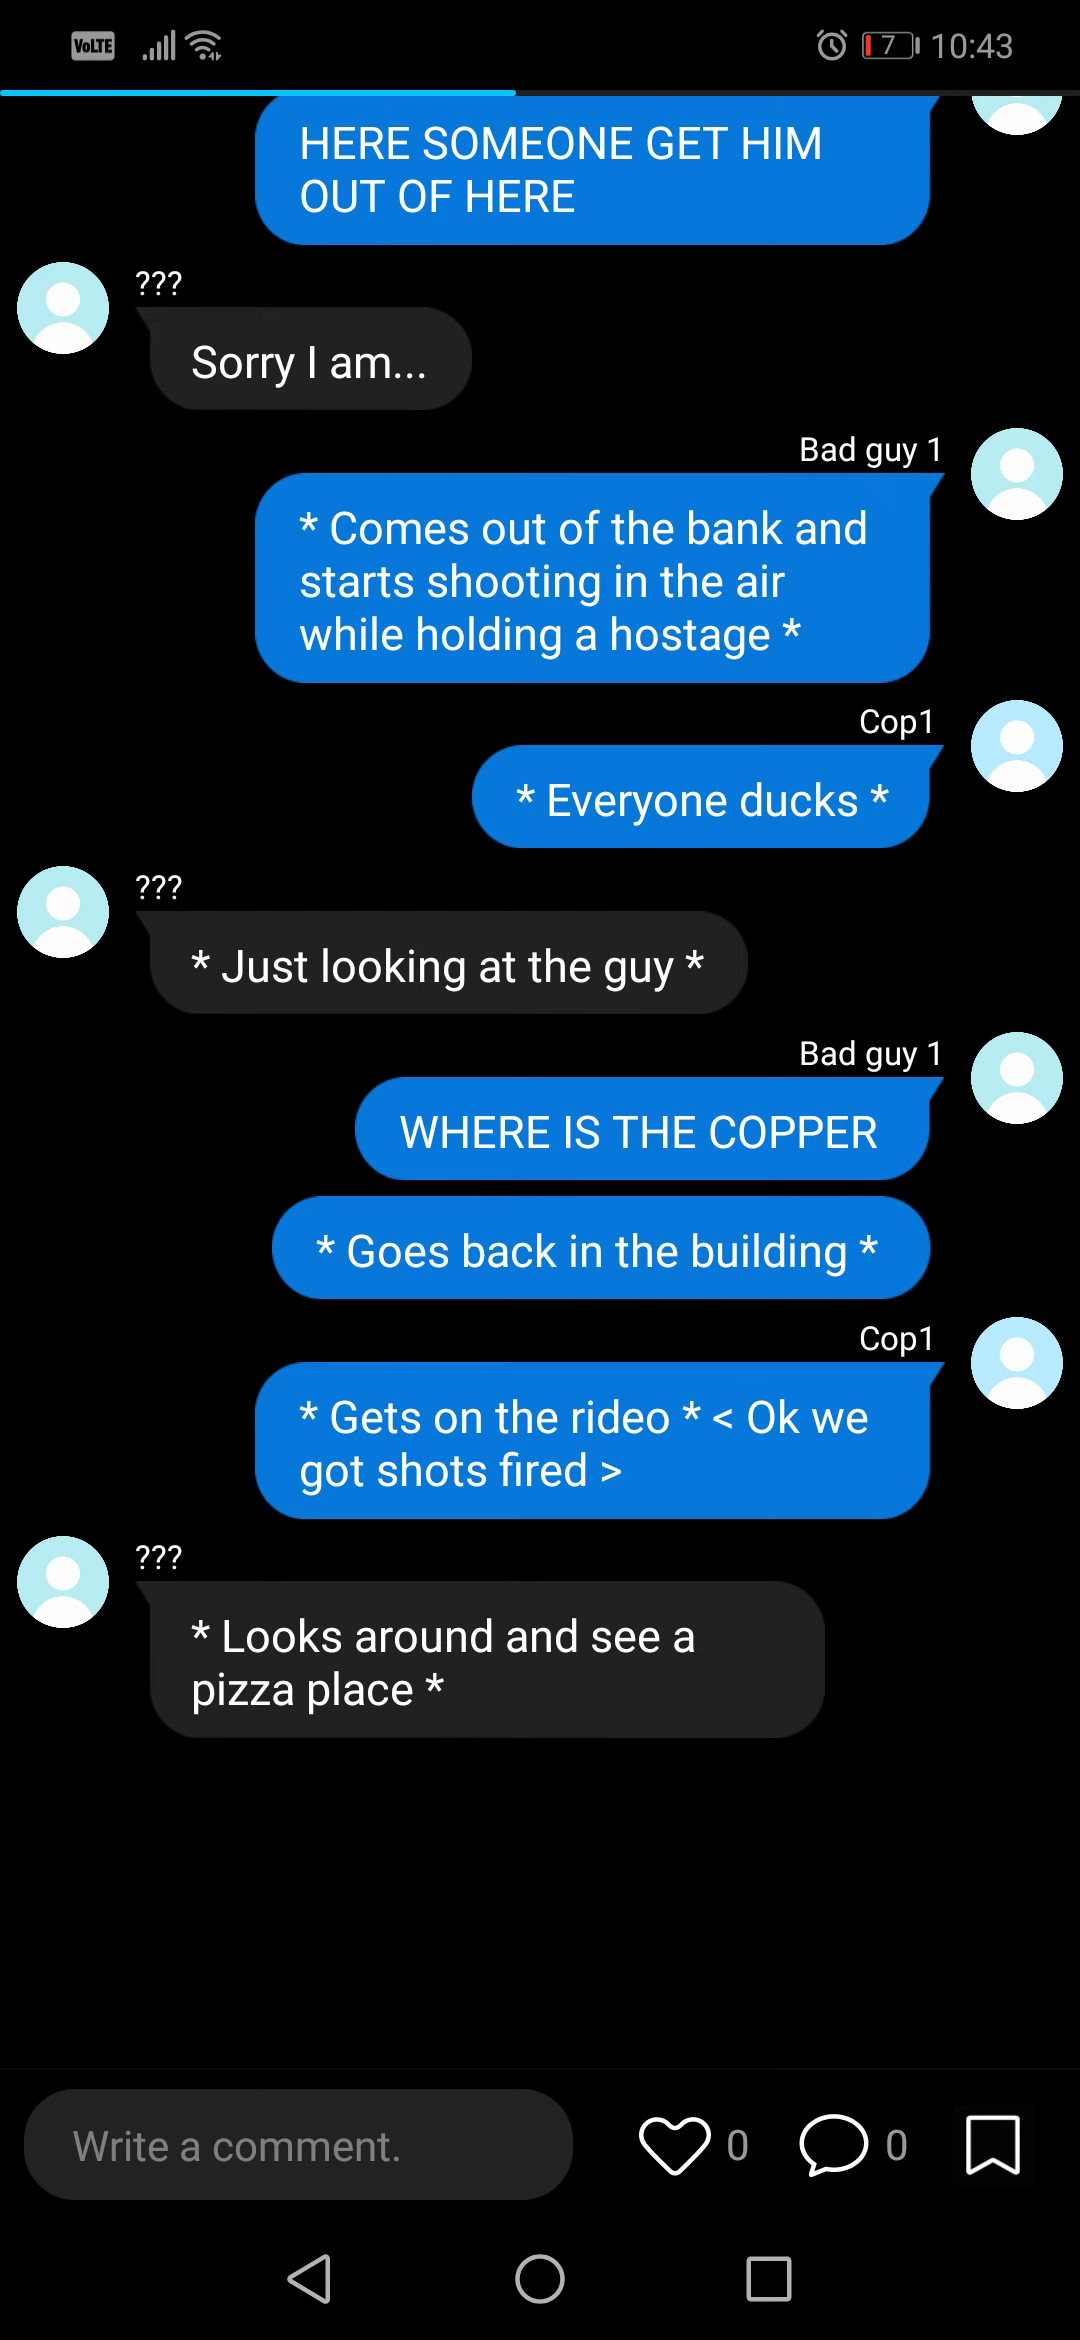 VoLTE 7 10:43
HERE SOMEONE GET HIM
OUT OF HERE
???
Sorry I am...
Bad guy 1
* Comes out of the bank and
starts shooting in the air
while holding a hostage *
Cop1
* Everyone ducks *
???
* Just looking at the guy *
Bad guy 1
WHERE IS THE COPPER
* Goes back in the building *
Cop1
* Gets on the rideo * < Ok we
got shots fired >
???
* Looks around and see a
pizza place *
Write a comment. 0 0